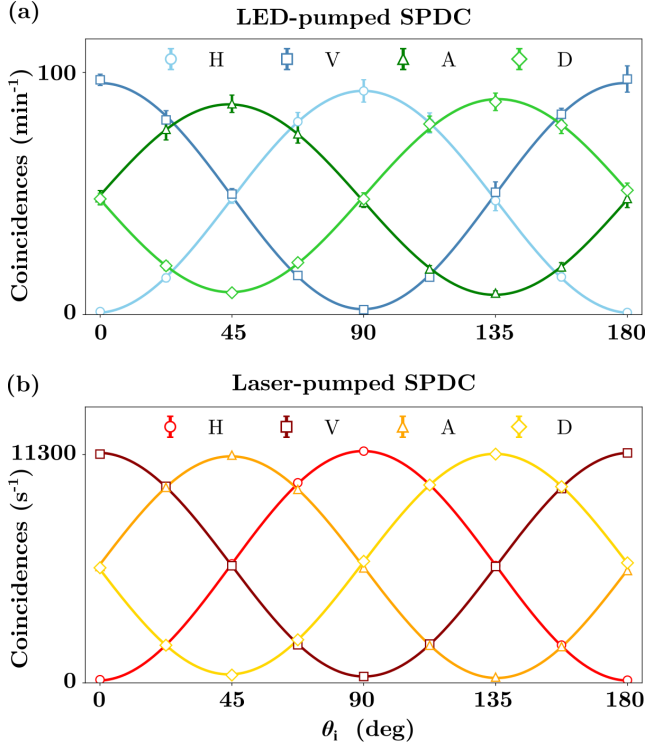 (a)
LED-pumped SPDC
H V A D
100
Coincidences (min⁻¹)
0
0 45 90 135 180
(b)
Laser-pumped SPDC
H V A D
11300
Coincidences (s⁻¹)
0
0 45 90 135 180
θᵢ (deg)